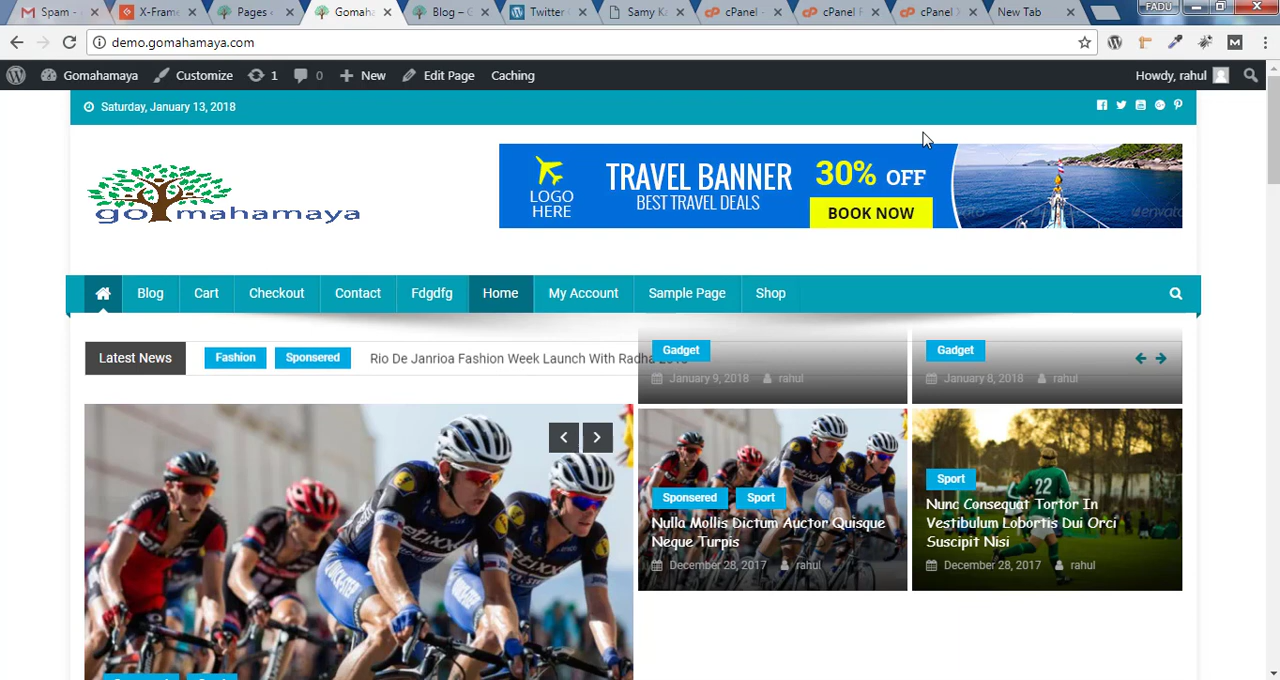 Spam -
X-Frame
Pages ‹
Gomaha
Blog – G
Twitter
Samy Ka
cPanel -
cPanel F
cPanel X
New Tab
FADU
demo.gomahamaya.com
Gomahamaya
Customize
1
0
New
Edit Page
Caching
Howdy, rahul
Saturday, January 13, 2018
go mahamaya
LOGO
HERE
TRAVEL BANNER
BEST TRAVEL DEALS
30% OFF
BOOK NOW
Blog
Cart
Checkout
Contact
Fdgdfg
Home
My Account
Sample Page
Shop
Latest News
Fashion
Sponsered
Rio De Janrioa Fashion Week Launch With Radha 2018
Gadget
January 9, 2018
rahul
Gadget
January 8, 2018
rahul
Sponsered
Sport
Nulla Mollis Dictum Auctor Quisque
Neque Turpis
December 28, 2017
rahul
22
Sport
Nunc Consequat Tortor In
Vestibulum Lobortis Dui Orci
Suscipit Nisi
December 28, 2017
rahul